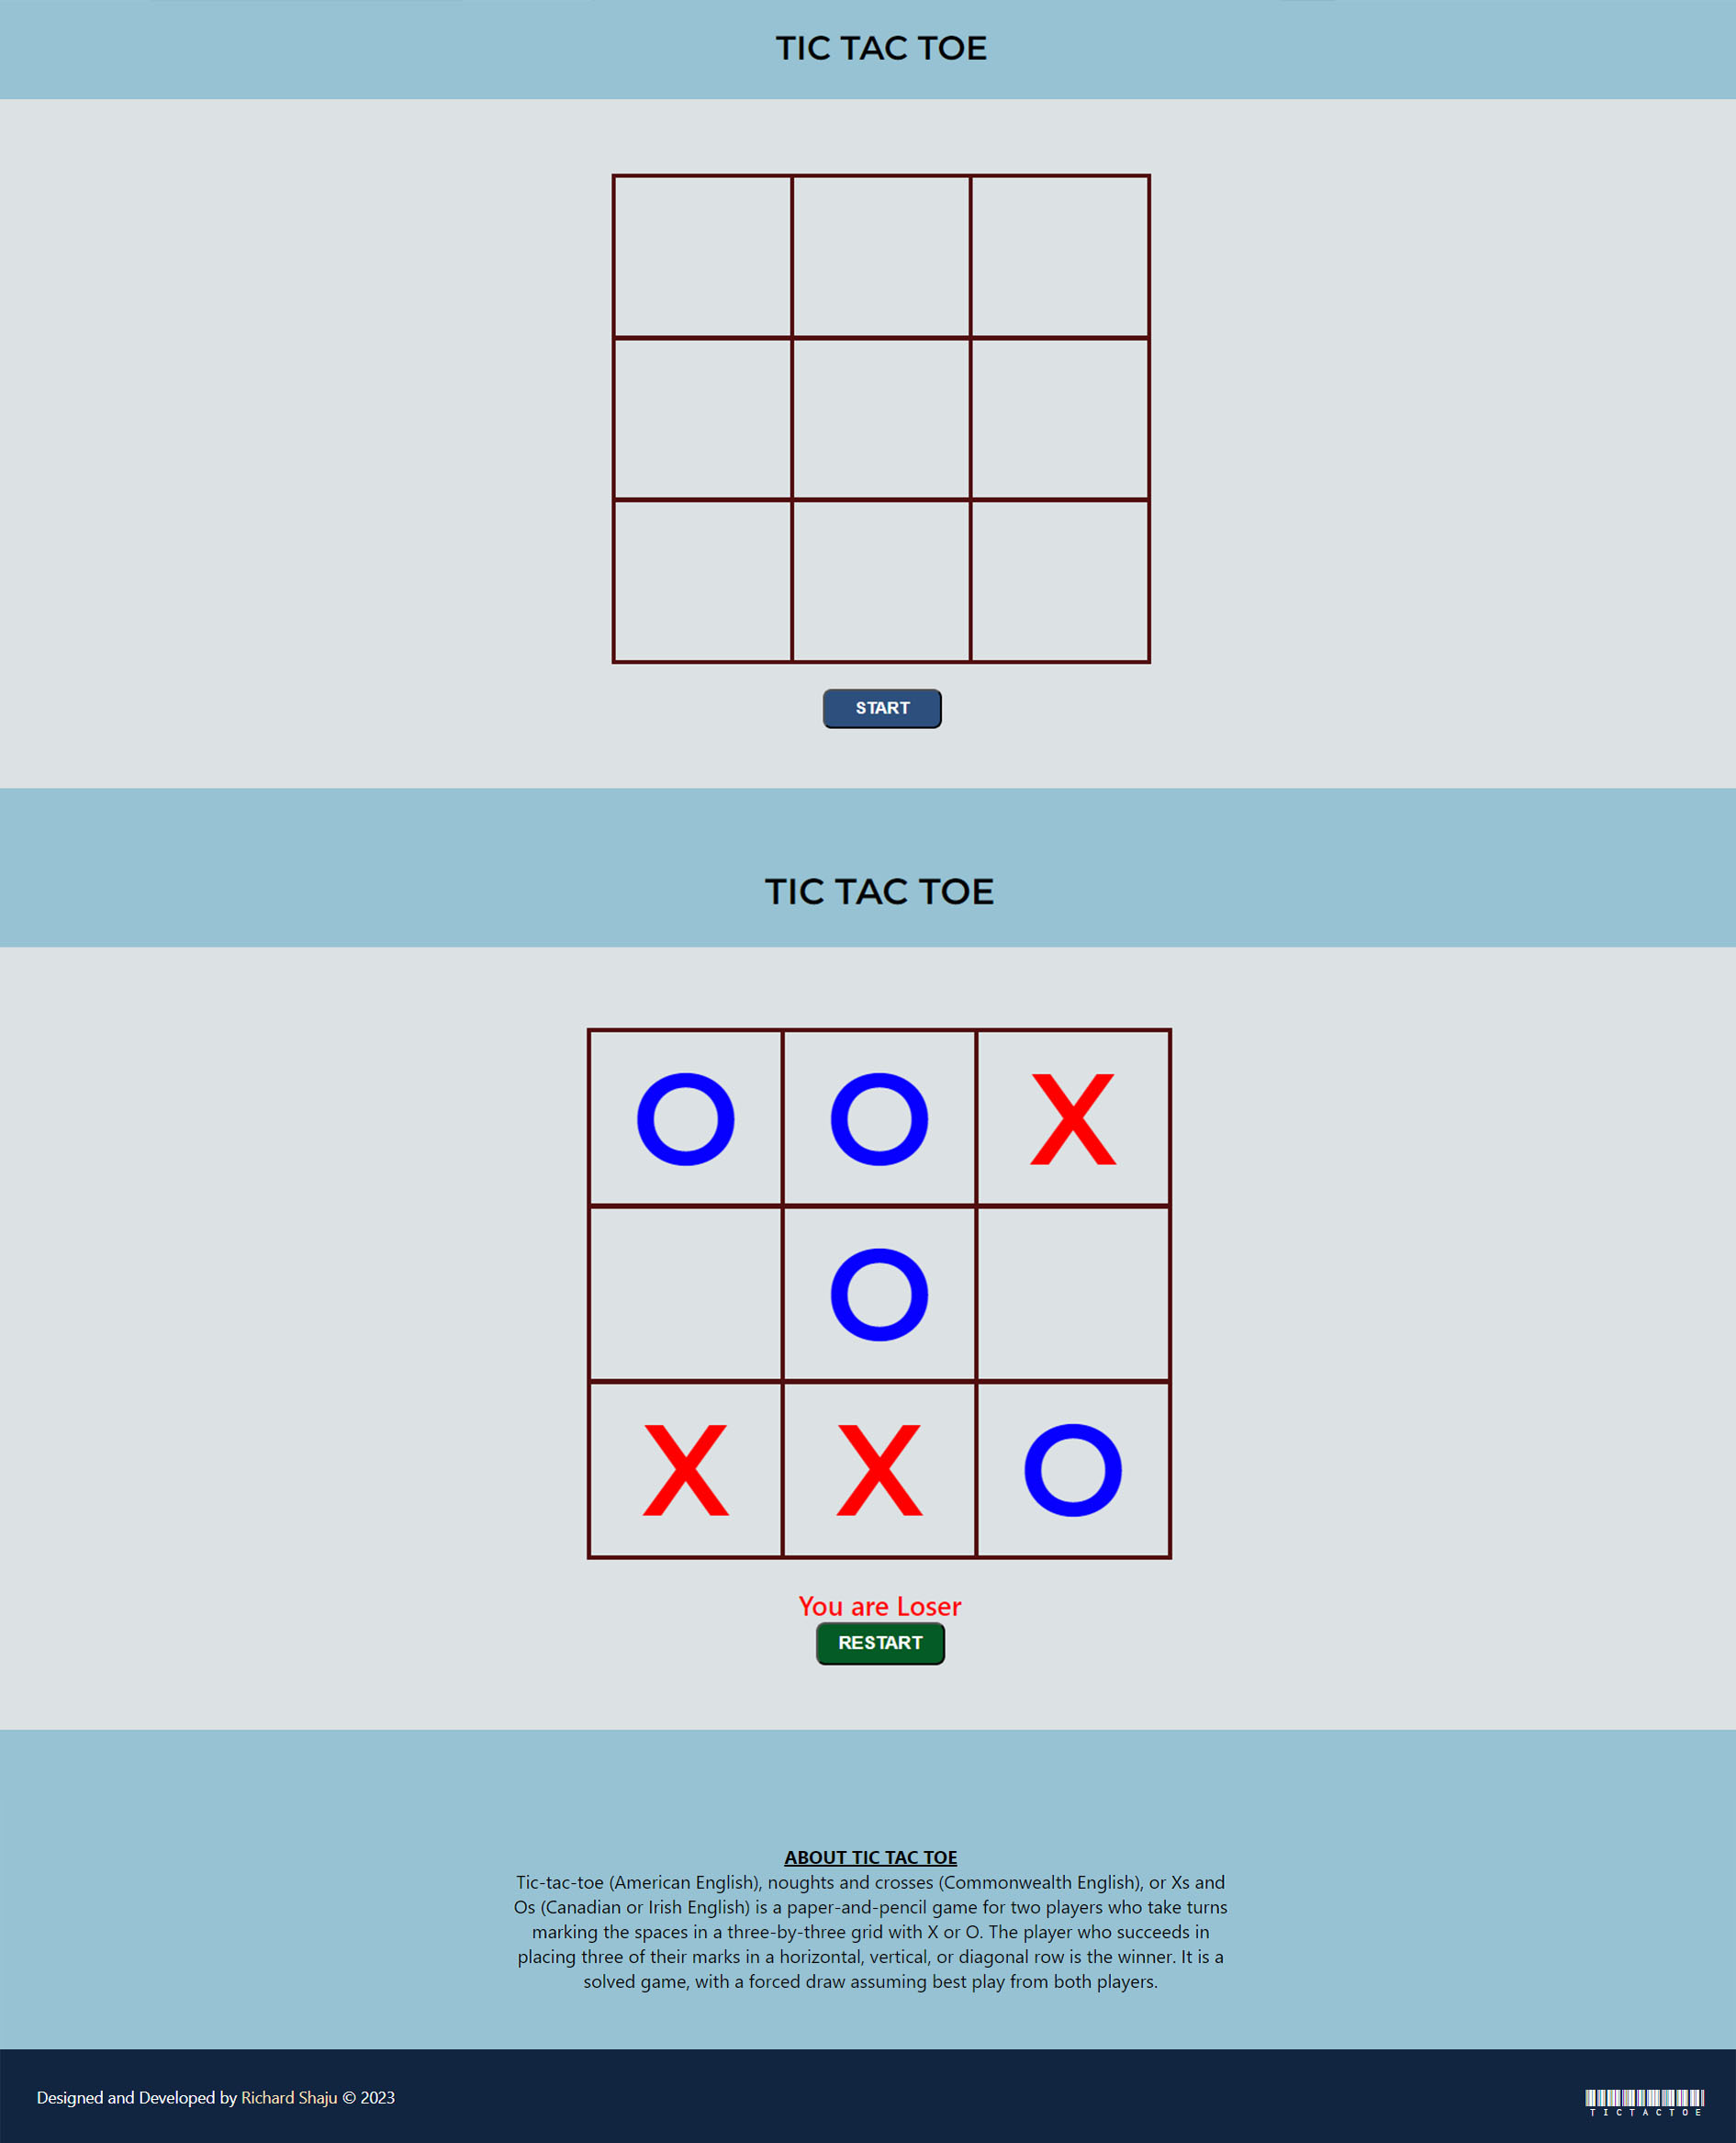 TIC TAC TOE
START
TIC TAC TOE
O O X
O
X X O
You are Loser
RESTART
ABOUT TIC TAC TOE
Tic-tac-toe (American English), noughts and crosses (Commonwealth English), or Xs and
Os (Canadian or Irish English) is a paper-and-pencil game for two players who take turns
marking the spaces in a three-by-three grid with X or O. The player who succeeds in
placing three of their marks in a horizontal, vertical, or diagonal row is the winner. It is a
solved game, with a forced draw assuming best play from both players.
Designed and Developed by Richard Shaju © 2023
TICTACTOE